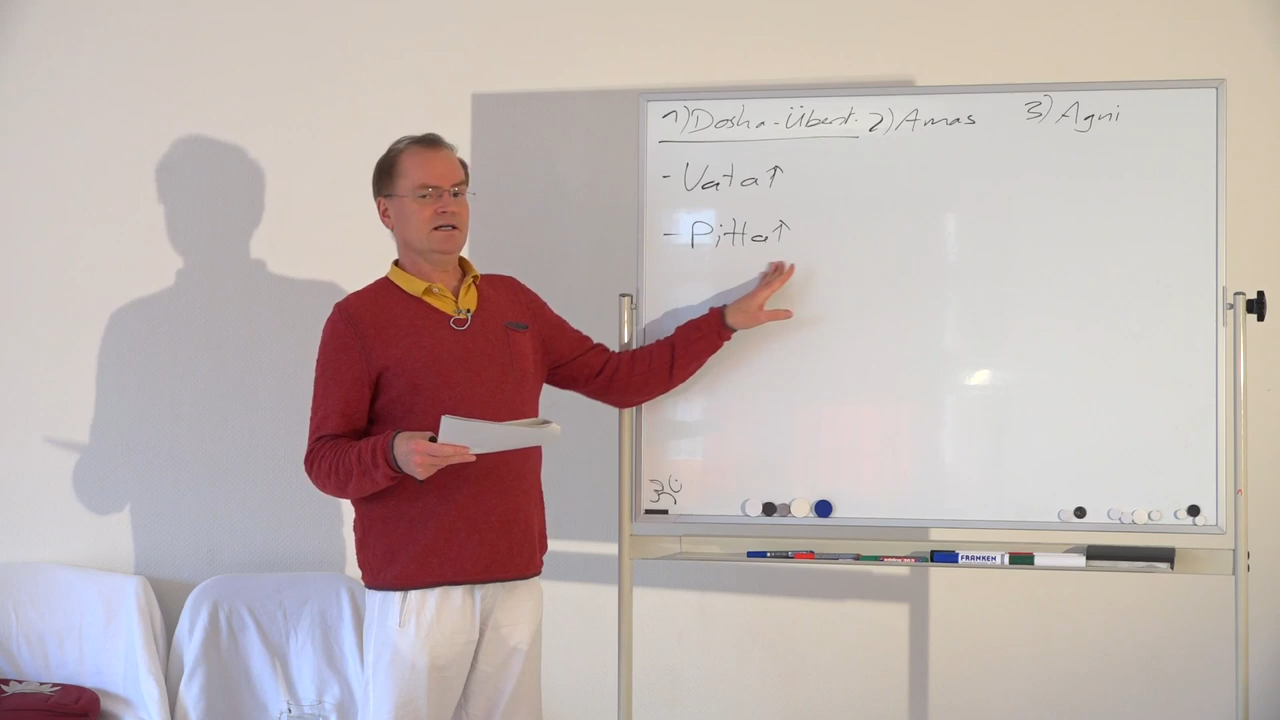 1) Dosha-Übert. 2) Amas 3) Agni
- Vata↑
- Pitta↑
ॐ
FRANKEN